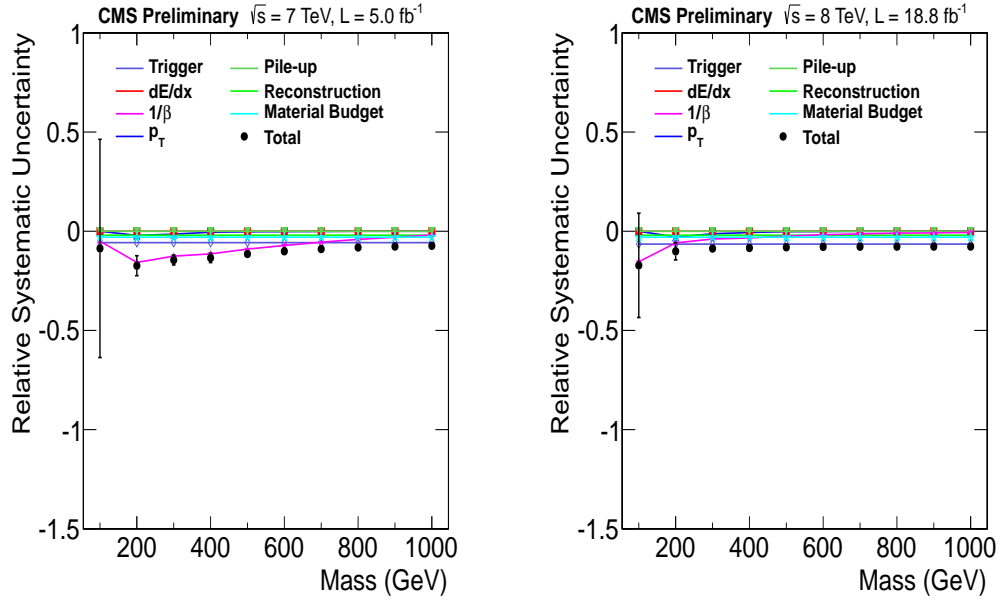 CMS Preliminary √s = 7 TeV, L = 5.0 fb⁻¹
Relative Systematic Uncertainty
1
0.5
0
-0.5
-1
-1.5
Trigger
dE/dx
1/β
p_T
Pile-up
Reconstruction
Material Budget
Total
200 400 600 800 1000
Mass (GeV)
CMS Preliminary √s = 8 TeV, L = 18.8 fb⁻¹
Relative Systematic Uncertainty
1
0.5
0
-0.5
-1
-1.5
Trigger
dE/dx
1/β
p_T
Pile-up
Reconstruction
Material Budget
Total
200 400 600 800 1000
Mass (GeV)